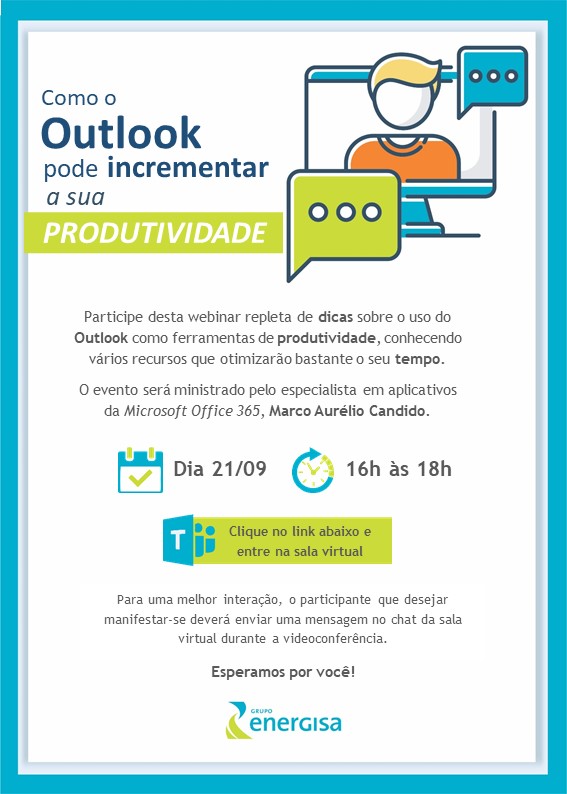 Como o
Outlook
pode incrementar
a sua
PRODUTIVIDADE
Participe desta webinar repleta de dicas sobre o uso do
Outlook como ferramentas de produtividade, conhecendo
vários recursos que otimizarão bastante o seu tempo.
O evento será ministrado pelo especialista em aplicativos
da Microsoft Office 365, Marco Aurélio Candido.
Dia 21/09
16h às 18h
T
Clique no link abaixo e
entre na sala virtual
Para uma melhor interação, o participante que desejar
manifestar-se deverá enviar uma mensagem no chat da sala
virtual durante a videoconferência.
Esperamos por você!
GRUPO
energisa